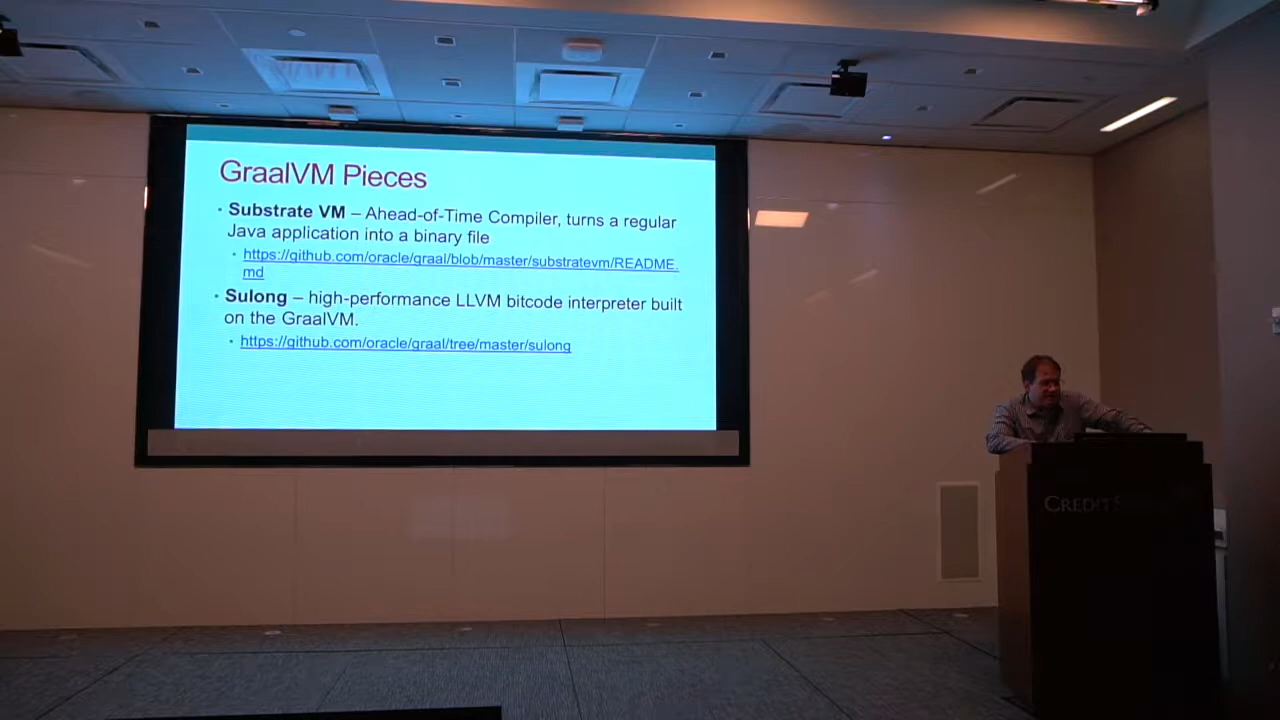 GraalVM Pieces
• Substrate VM – Ahead-of-Time Compiler, turns a regular
Java application into a binary file
• https://github.com/oracle/graal/blob/master/substratevm/README.
md
• Sulong – high-performance LLVM bitcode interpreter built
on the GraalVM.
• https://github.com/oracle/graal/tree/master/sulong
CREDIT